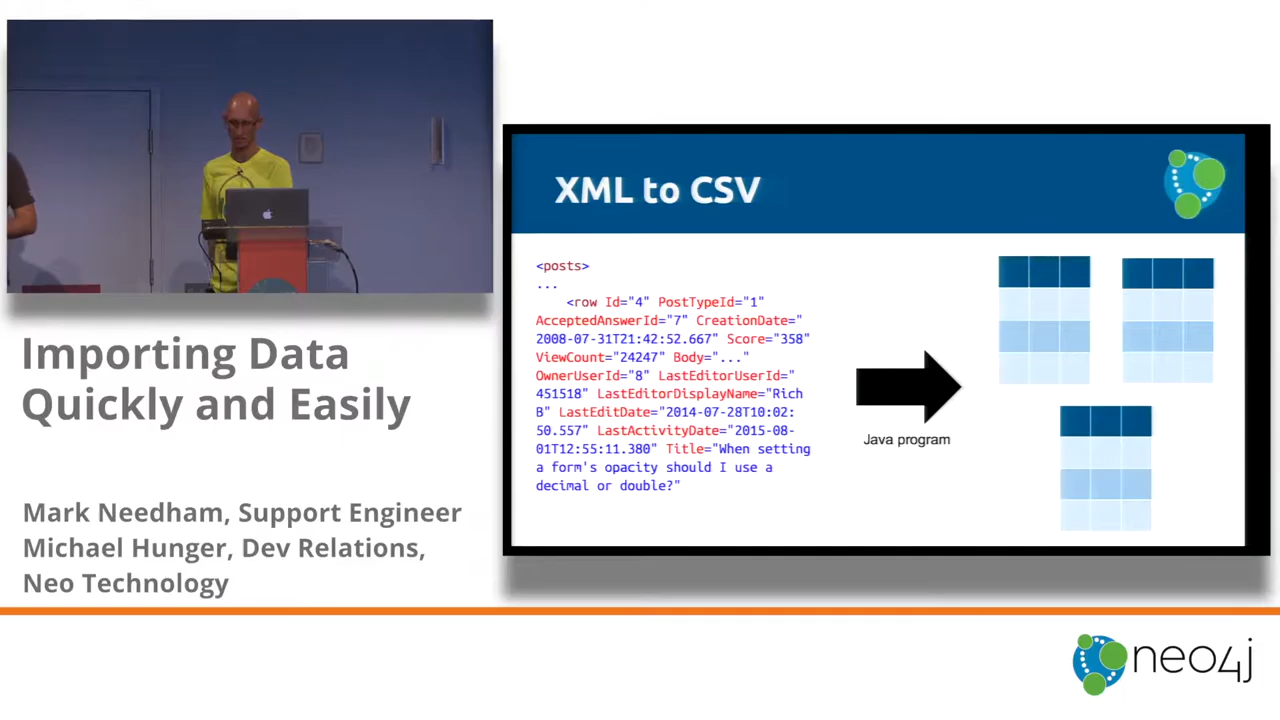 XML to CSV
<posts>
...
<row Id="4" PostTypeId="1"
AcceptedAnswerId="7" CreationDate="
2008-07-31T21:42:52.667" Score="358"
ViewCount="24247" Body="..."
OwnerUserId="8" LastEditorUserId="
451518" LastEditorDisplayName="Rich
B" LastEditDate="2014-07-28T10:02:
50.557" LastActivityDate="2015-08-
01T12:55:11.380" Title="When setting
a form's opacity should I use a
decimal or double?"
Java program
Importing Data
Quickly and Easily
Mark Needham, Support Engineer
Michael Hunger, Dev Relations,
Neo Technology
neo4j